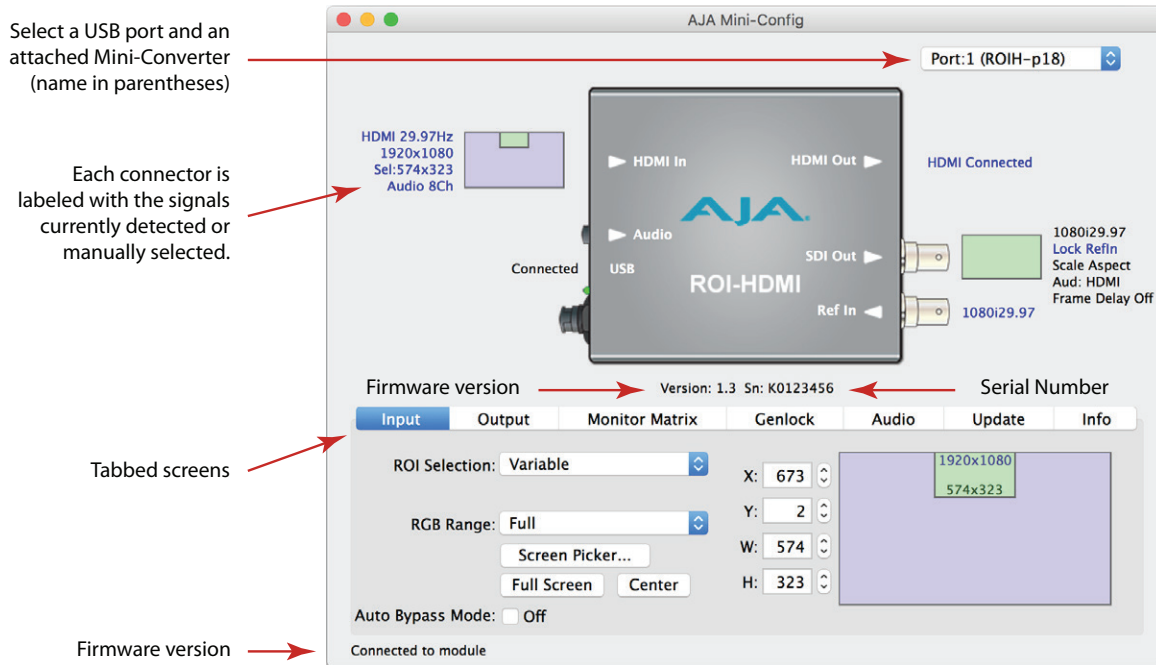 AJA Mini-Config
Select a USB port and an
attached Mini-Converter
(name in parentheses)
Port:1 (ROIH-p18)
HDMI 29.97Hz
1920x1080
Sel:574x323
Audio 8Ch
HDMI In
HDMI Out
HDMI Connected
Each connector is
labeled with the signals
currently detected or
manually selected.
AJA
Audio
Connected
USB
SDI Out
ROI-HDMI
Ref In
1080i29.97
Lock RefIn
Scale Aspect
Aud: HDMI
Frame Delay Off
1080i29.97
Firmware version
Version: 1.3 Sn: K0123456
Serial Number
Input Output Monitor Matrix Genlock Audio Update Info
Tabbed screens
ROI Selection: Variable
RGB Range: Full
Screen Picker...
Full Screen Center
Auto Bypass Mode: Off
X: 673
Y: 2
W: 574
H: 323
1920x1080
574x323
Firmware version
Connected to module